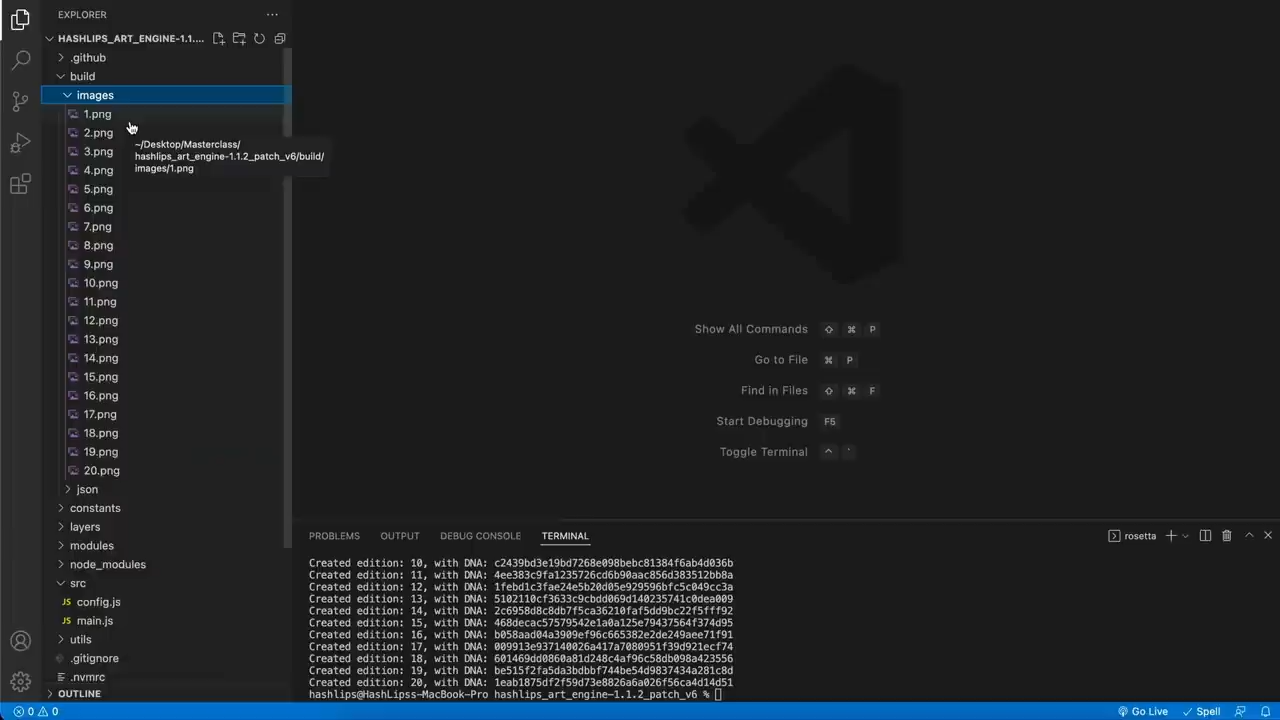 EXPLORER
HASHLIPS_ART_ENGINE-1.1....
.github
build
images
1.png
2.png
~/Desktop/Masterclass/
hashlips_art_engine-1.1.2_patch_v6/build/
images/1.png
3.png
4.png
5.png
6.png
7.png
8.png
9.png
10.png
11.png
12.png
13.png
14.png
15.png
16.png
17.png
18.png
19.png
20.png
json
constants
layers
modules
node_modules
src
JS config.js
JS main.js
utils
.gitignore
.nvmrc
OUTLINE
Show All Commands ⇧ ⌘ P
Go to File ⌘ P
Find in Files ⇧ ⌘ F
Start Debugging F5
Toggle Terminal ^ `
PROBLEMS OUTPUT DEBUG CONSOLE TERMINAL
rosetta
Created edition: 10, with DNA: c2439bd3e19bd7268e098bebc81384f6ab4d036b
Created edition: 11, with DNA: 4ee383c9fa1235726cd6b90aac856d383512bb8a
Created edition: 12, with DNA: 1febd1c3fae24e5b20d05e929596bfc5c049cc3a
Created edition: 13, with DNA: 5102110cf3633c9cbdd069d140235741c0dea009
Created edition: 14, with DNA: 2c6958d8c8db7f5ca36210faf5dd9bc22f5fff92
Created edition: 15, with DNA: 468decac57579542e1a0a125e79437564f374d95
Created edition: 16, with DNA: b058aad04a3909ef96c665382e2de249aee71f91
Created edition: 17, with DNA: 009913e937140026a417a7080951f39d921ecf74
Created edition: 18, with DNA: 601469dd0860a81d248c4af96c58db098a423556
Created edition: 19, with DNA: be515f2fa5da3bdbbf744be54d9837434a281c8d
Created edition: 20, with DNA: 1eab1875df2f59d73e8826a6a026f56ca4d14d51
hashlips@HashLipss-MacBook-Pro hashlips_art_engine-1.1.2_patch_v6 %
0 0
Go Live Spell